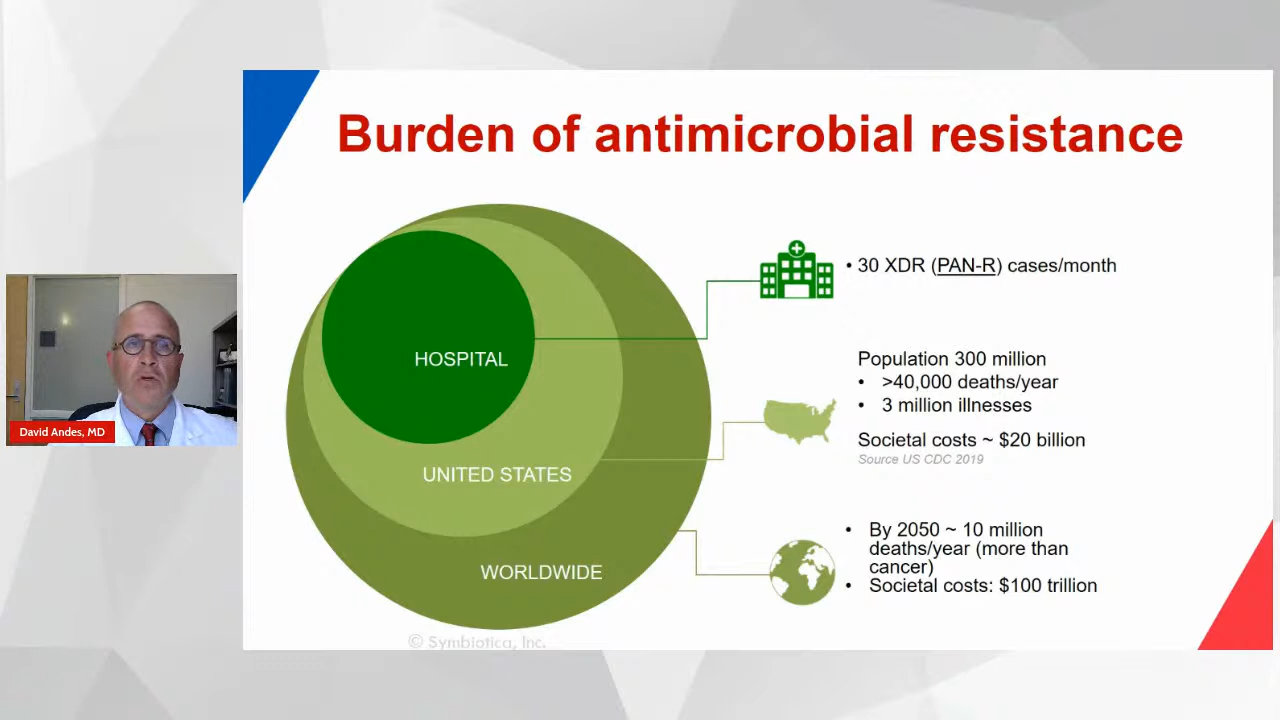 Burden of antimicrobial resistance
HOSPITAL
UNITED STATES
WORLDWIDE
• 30 XDR (PAN-R) cases/month
Population 300 million
• >40,000 deaths/year
• 3 million illnesses
Societal costs ~ $20 billion
Source US CDC 2019
• By 2050 ~ 10 million
deaths/year (more than
cancer)
• Societal costs: $100 trillion
© Symbiotica, Inc.
David Andes, MD